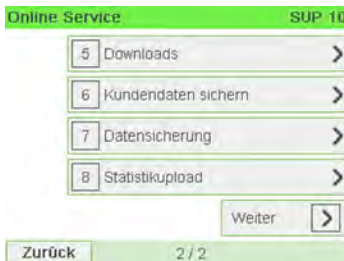 Online Service SUP 10
5 Downloads
6 Kundendaten sichern
7 Datensicherung
8 Statistikupload
Weiter
Zurück 2 / 2